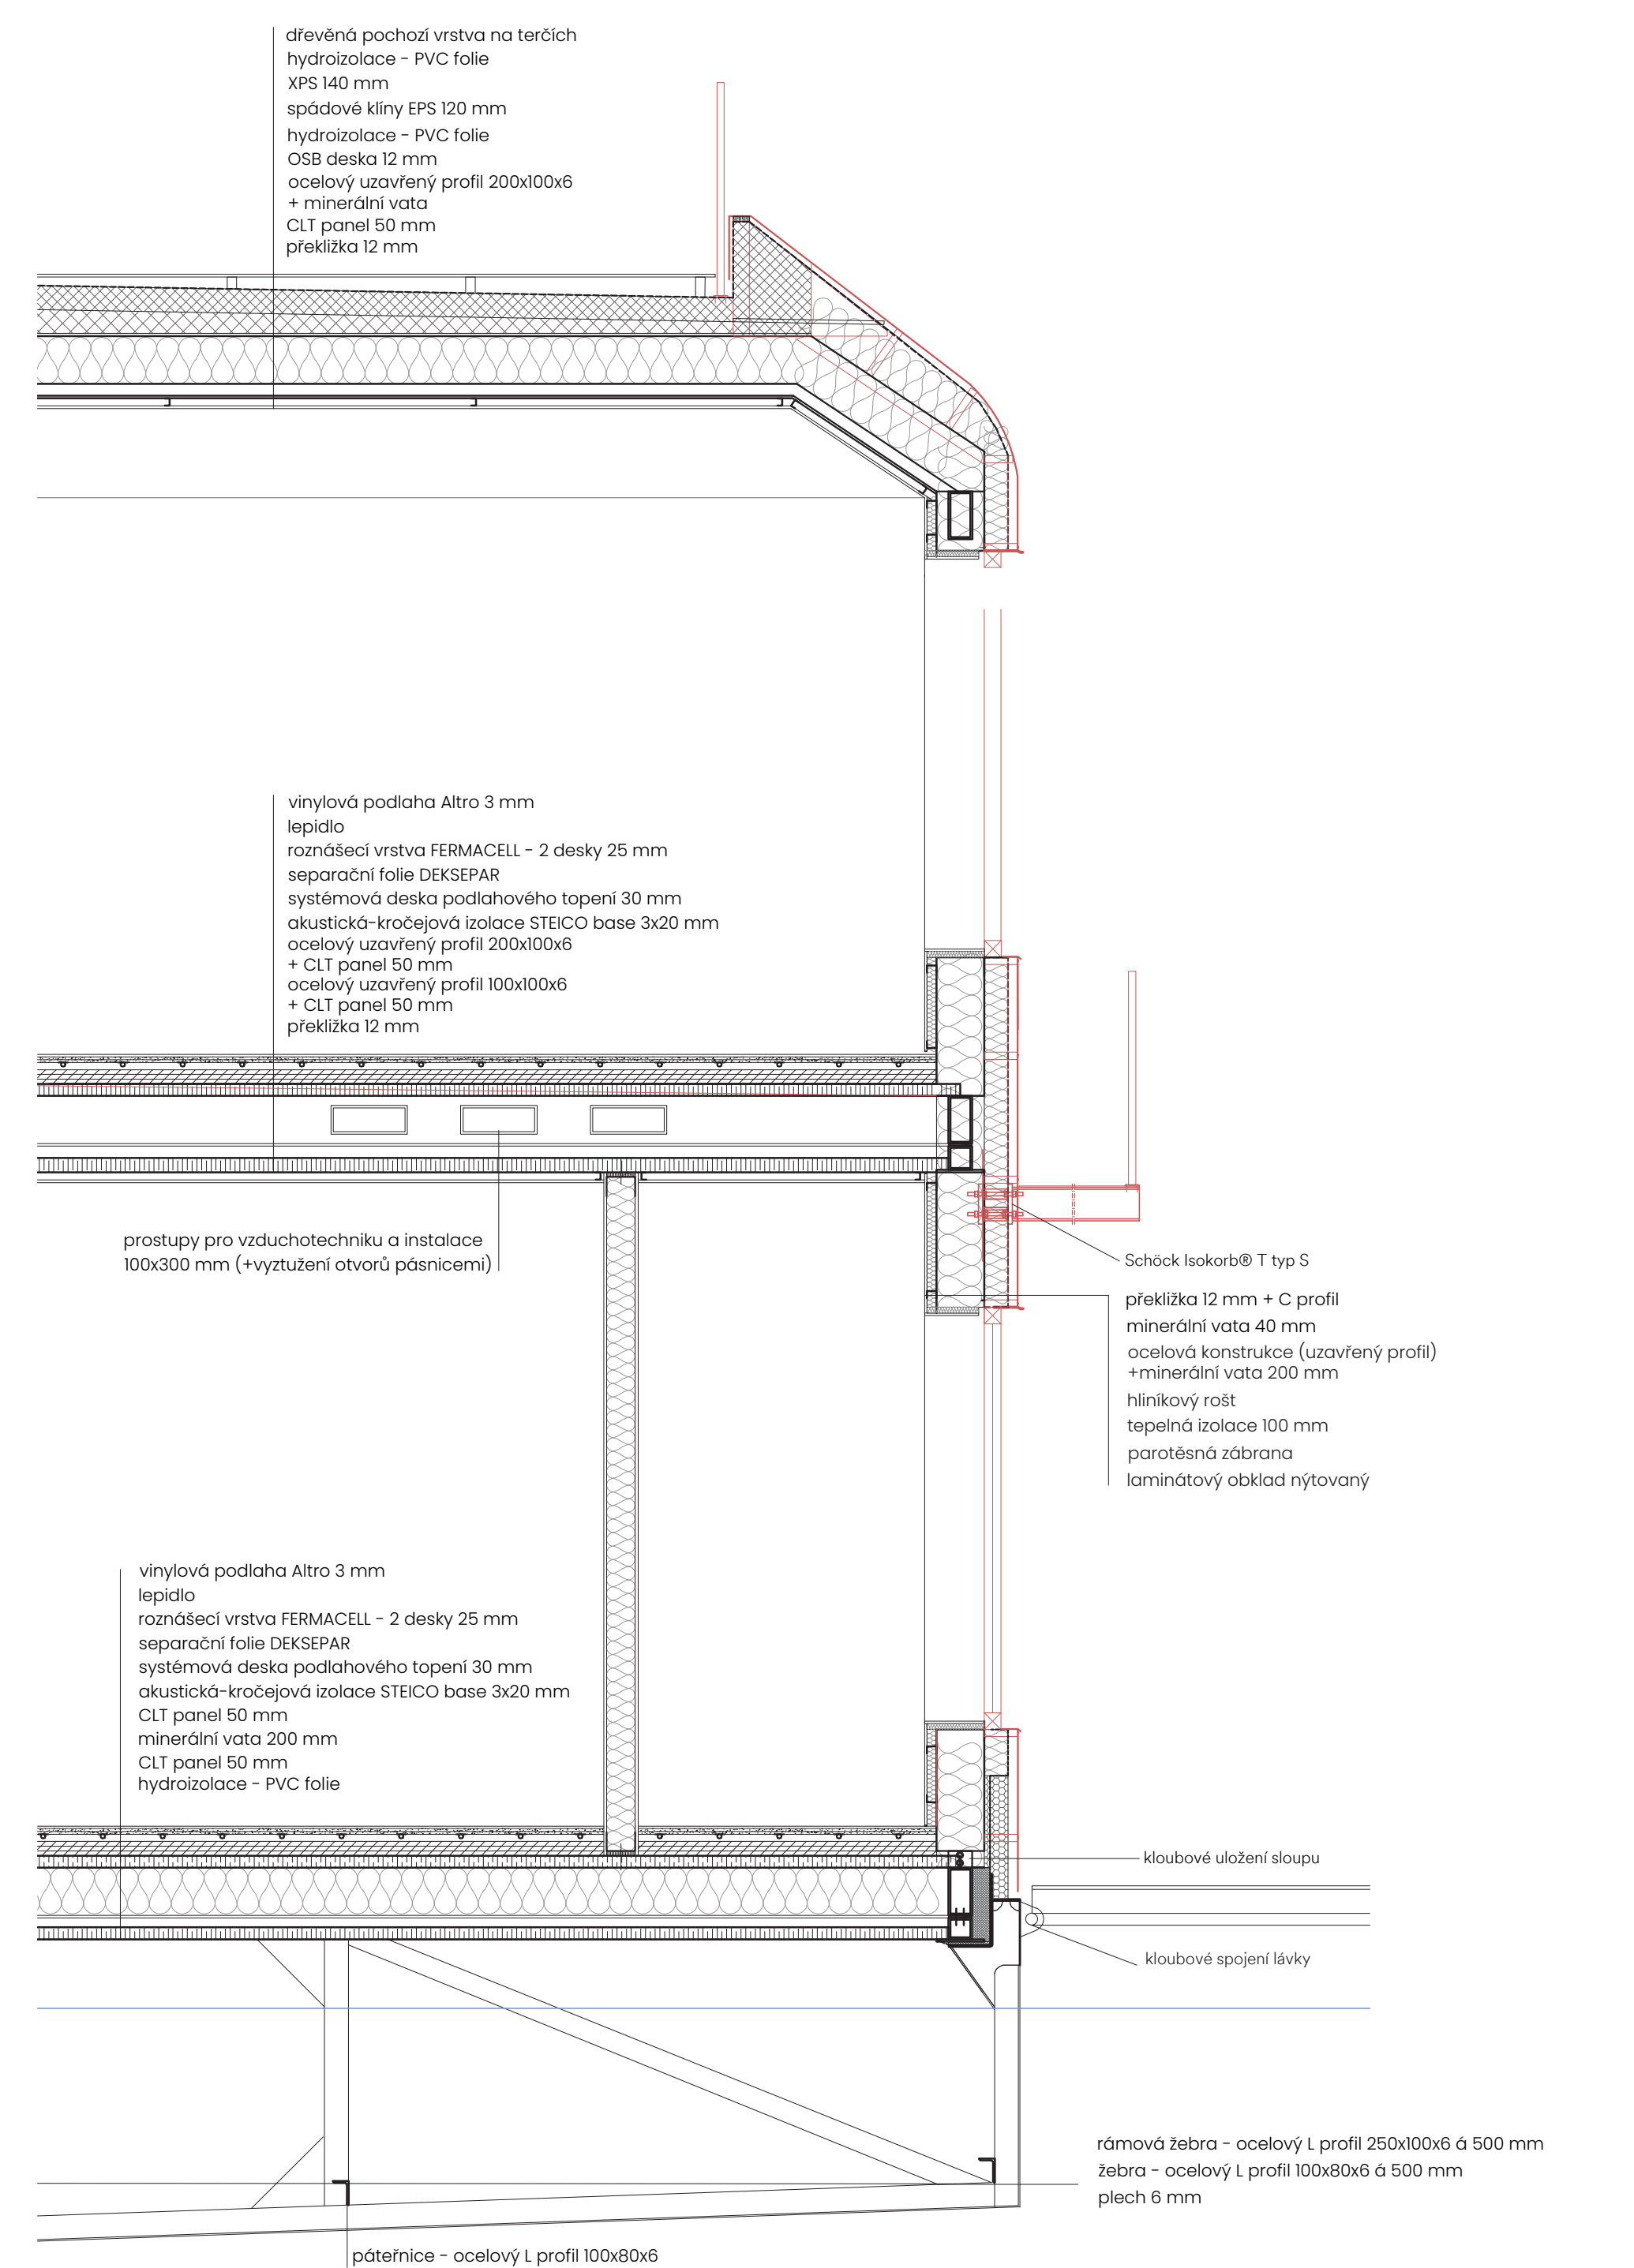 dřevěná pochozí vrstva na terčích
hydroizolace - PVC folie
XPS 140 mm
spádové klíny EPS 120 mm
hydroizolace - PVC folie
OSB deska 12 mm
ocelový uzavřený profil 200x100x6
+ minerální vata
CLT panel 50 mm
překližka 12 mm
vinylová podlaha Altro 3 mm
lepidlo
roznášecí vrstva FERMACELL - 2 desky 25 mm
separační folie DEKSEPAR
systémová deska podlahového topení 30 mm
akustická-kročejová izolace STEICO base 3x20 mm
ocelový uzavřený profil 200x100x6
+ CLT panel 50 mm
ocelový uzavřený profil 100x100x6
+ CLT panel 50 mm
překližka 12 mm
prostupy pro vzduchotechniku a instalace
100x300 mm (+vyztužení otvorů pásnicemi)
Schöck Isokorb® T typ S
překližka 12 mm + C profil
minerální vata 40 mm
ocelová konstrukce (uzavřený profil)
+minerální vata 200 mm
hliníkový rošt
tepelná izolace 100 mm
parotěsná zábrana
laminátový obklad nýtovaný
vinylová podlaha Altro 3 mm
lepidlo
roznášecí vrstva FERMACELL - 2 desky 25 mm
separační folie DEKSEPAR
systémová deska podlahového topení 30 mm
akustická-kročejová izolace STEICO base 3x20 mm
CLT panel 50 mm
minerální vata 200 mm
CLT panel 50 mm
hydroizolace - PVC folie
kloubové uložení sloupu
kloubové spojení lávky
rámová žebra - ocelový L profil 250x100x6 á 500 mm
žebra - ocelový L profil 100x80x6 á 500 mm
plech 6 mm
páteřnice - ocelový L profil 100x80x6